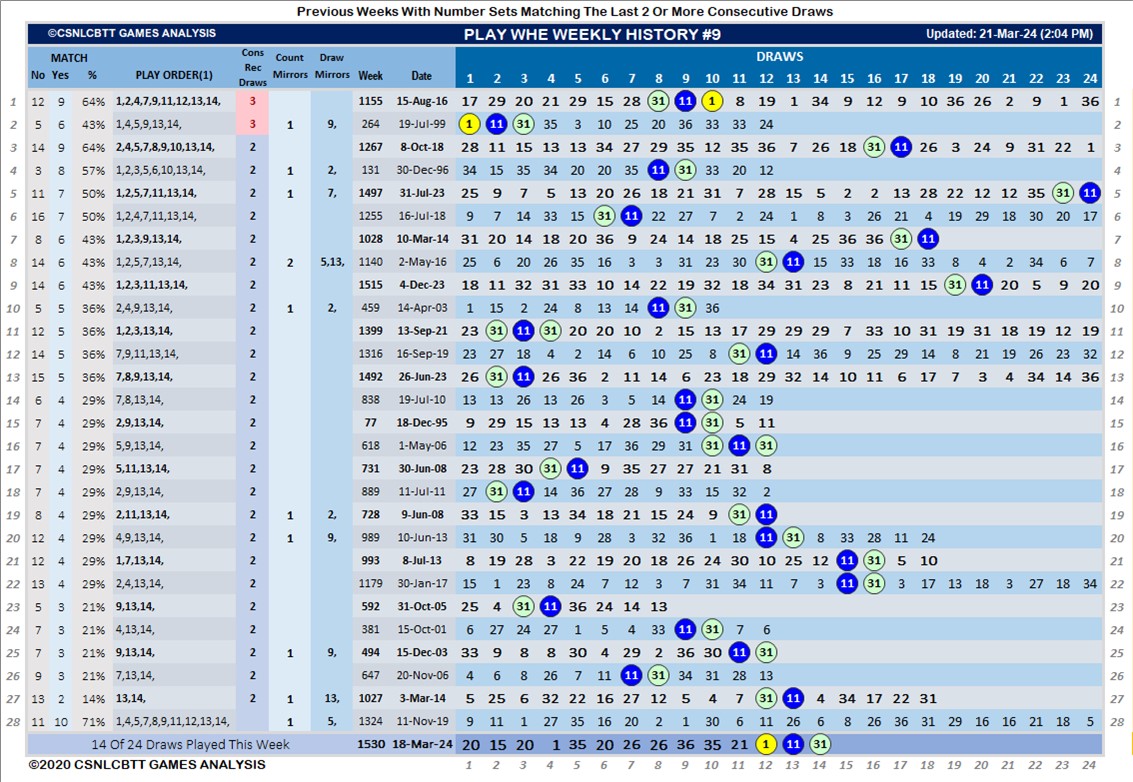 Previous Weeks With Number Sets Matching The Last 2 Or More Consecutive Draws
©CSNLCBTT GAMES ANALYSIS PLAY WHE WEEKLY HISTORY #9 Updated: 21-Mar-24 (2:04 PM)
MATCH Cons Rec Draws Count Mirrors Draw Mirrors DRAWS
No Yes % PLAY ORDER(1) Week Date 1 2 3 4 5 6 7 8 9 10 11 12 13 14 15 16 17 18 19 20 21 22 23 24
1 12 9 64% 1,2,4,7,9,11,12,13,14, 3 1155 15-Aug-16 17 29 20 21 29 15 28 31 11 1 8 19 1 34 9 12 9 10 36 26 2 9 1 36 1
2 5 6 43% 1,4,5,9,13,14, 3 1 9, 264 19-Jul-99 1 11 31 35 3 10 25 20 36 33 33 24 2
3 14 9 64% 2,4,5,7,8,9,10,13,14, 2 1267 8-Oct-18 28 11 15 13 13 34 27 29 35 12 35 36 7 26 18 31 11 26 3 24 9 31 22 1 3
4 3 8 57% 1,2,3,5,6,10,13,14, 2 1 2, 131 30-Dec-96 34 15 35 34 20 20 35 11 31 33 20 12 4
5 11 7 50% 1,2,5,7,11,13,14, 2 1 7, 1497 31-Jul-23 25 9 7 5 13 20 26 18 21 31 7 28 15 5 2 2 13 28 22 12 12 35 31 11 5
6 16 7 50% 1,2,4,7,11,13,14, 2 1255 16-Jul-18 9 7 14 33 15 31 11 22 27 7 2 24 1 8 3 26 21 4 19 29 18 30 20 17 6
7 8 6 43% 1,2,3,9,13,14, 2 1028 10-Mar-14 31 20 14 18 20 36 9 24 14 18 25 15 4 25 36 36 31 11 7
8 14 6 43% 1,2,5,7,13,14, 2 2 5,13, 1140 2-May-16 25 6 20 26 35 16 3 3 31 23 30 31 11 15 33 18 16 33 8 4 2 34 6 7 8
9 14 6 43% 1,2,3,11,13,14, 2 1515 4-Dec-23 18 11 32 31 33 10 14 22 19 32 18 34 31 23 8 21 11 15 31 11 20 5 9 20 9
10 5 5 36% 2,4,9,13,14, 2 1 2, 459 14-Apr-03 1 15 2 24 8 13 14 11 31 36 10
11 12 5 36% 1,2,3,13,14, 2 1399 13-Sep-21 23 31 11 31 20 20 10 2 15 13 17 29 29 29 7 33 10 31 19 31 18 19 12 19 11
12 14 5 36% 7,9,11,13,14, 2 1316 16-Sep-19 23 27 18 4 2 14 6 10 25 8 31 11 14 36 9 25 29 14 8 21 19 26 23 32 12
13 15 5 36% 7,8,9,13,14, 2 1492 26-Jun-23 26 31 11 26 36 2 11 14 6 23 18 29 32 14 10 11 6 17 7 3 4 34 14 36 13
14 6 4 29% 7,8,13,14, 2 838 19-Jul-10 13 13 26 13 26 3 5 14 11 31 24 19 14
15 7 4 29% 2,9,13,14, 2 77 18-Dec-95 9 29 15 13 13 4 28 36 11 31 5 11 15
16 7 4 29% 5,9,13,14, 2 618 1-May-06 12 23 35 27 5 17 36 29 31 31 11 31 16
17 7 4 29% 5,11,13,14, 2 731 30-Jun-08 23 28 30 31 11 9 35 27 27 21 31 8 17
18 7 4 29% 2,9,13,14, 2 889 11-Jul-11 27 31 11 14 36 27 28 9 33 15 32 2 18
19 8 4 29% 2,11,13,14, 2 1 2, 728 9-Jun-08 33 15 3 13 34 18 21 15 24 9 31 11 19
20 12 4 29% 4,9,13,14, 2 1 9, 989 10-Jun-13 31 30 5 18 9 28 3 32 36 1 18 11 31 8 33 28 11 24 20
21 12 4 29% 1,7,13,14, 2 993 8-Jul-13 8 19 28 3 22 19 20 18 26 24 30 10 25 12 11 31 5 10 21
22 13 4 29% 2,4,13,14, 2 1179 30-Jan-17 15 1 23 8 24 7 12 3 7 31 34 11 7 3 11 31 3 17 13 18 3 27 18 34 22
23 5 3 21% 9,13,14, 2 592 31-Oct-05 25 4 31 11 36 24 14 13 23
24 7 3 21% 4,13,14, 2 381 15-Oct-01 6 27 24 27 1 5 4 33 11 31 7 6 24
25 7 3 21% 9,13,14, 2 1 9, 494 15-Dec-03 33 9 8 8 30 4 29 2 36 30 11 31 25
26 9 3 21% 7,13,14, 2 647 20-Nov-06 4 6 8 26 7 11 11 31 34 31 28 13 26
27 13 2 14% 13,14, 2 1 13, 1027 3-Mar-14 5 25 6 32 22 16 27 12 5 4 7 31 11 4 34 17 22 31 27
28 11 10 71% 1,4,5,7,8,9,11,12,13,14, 1 5, 1324 11-Nov-19 9 11 1 27 35 16 20 2 1 30 6 11 26 6 8 26 36 31 29 16 16 21 18 5 28
14 Of 24 Draws Played This Week 1530 18-Mar-24 20 15 20 1 35 20 26 26 36 35 21 1 11 31
©2020 CSNLCBTT GAMES ANALYSIS 1 2 3 4 5 6 7 8 9 10 11 12 13 14 15 16 17 18 19 20 21 22 23 24